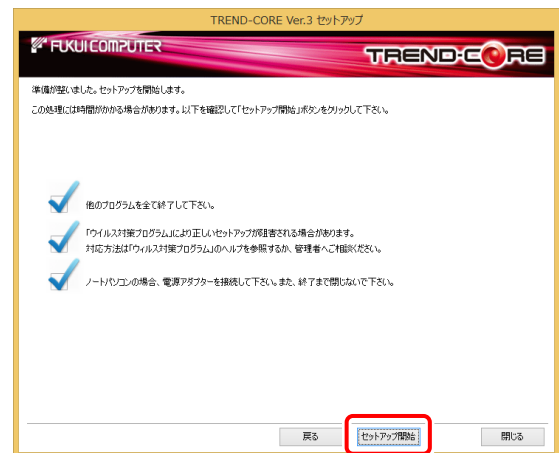 TREND-CORE Ver.3 セットアップ
FUKUI COMPUTER
TREND-CORE
準備が整いました。セットアップを開始します。
この処理には時間がかかる場合があります。以下を確認して「セットアップ開始」ボタンをクリックして下さい。
他のプログラムを全て終了して下さい。
「ウイルス対策プログラム」により正しいセットアップが阻害される場合があります。
対応方法は「ウィルス対策プログラム」のヘルプを参照するか、管理者へご相談ください。
ノートパソコンの場合、電源アダプターを接続して下さい。また、終了まで閉じないで下さい。
戻る
セットアップ開始
閉じる